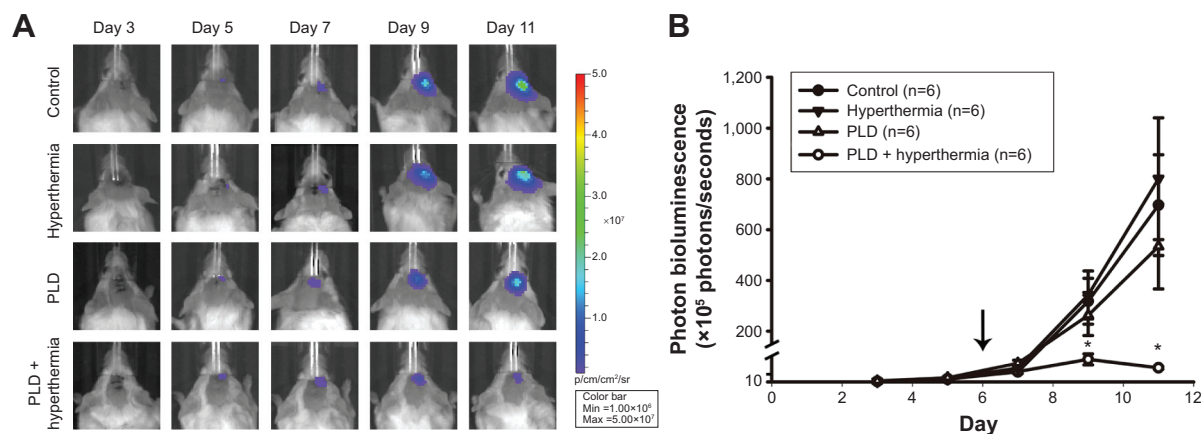 A
Day 3 Day 5 Day 7 Day 9 Day 11
Control
Hyperthermia
PLD
PLD +
hyperthermia
5.0
4.0
3.0
×10⁷
2.0
1.0
p/cm/cm²/sr
Color bar
Min =1.00×10⁶
Max =5.00×10⁷
B
Photon bioluminescence
(×10⁵ photons/seconds)
1,200
1,000
800
600
400
200
10
Control (n=6)
Hyperthermia (n=6)
PLD (n=6)
PLD + hyperthermia (n=6)
* *
0 2 4 6 8 10 12
Day